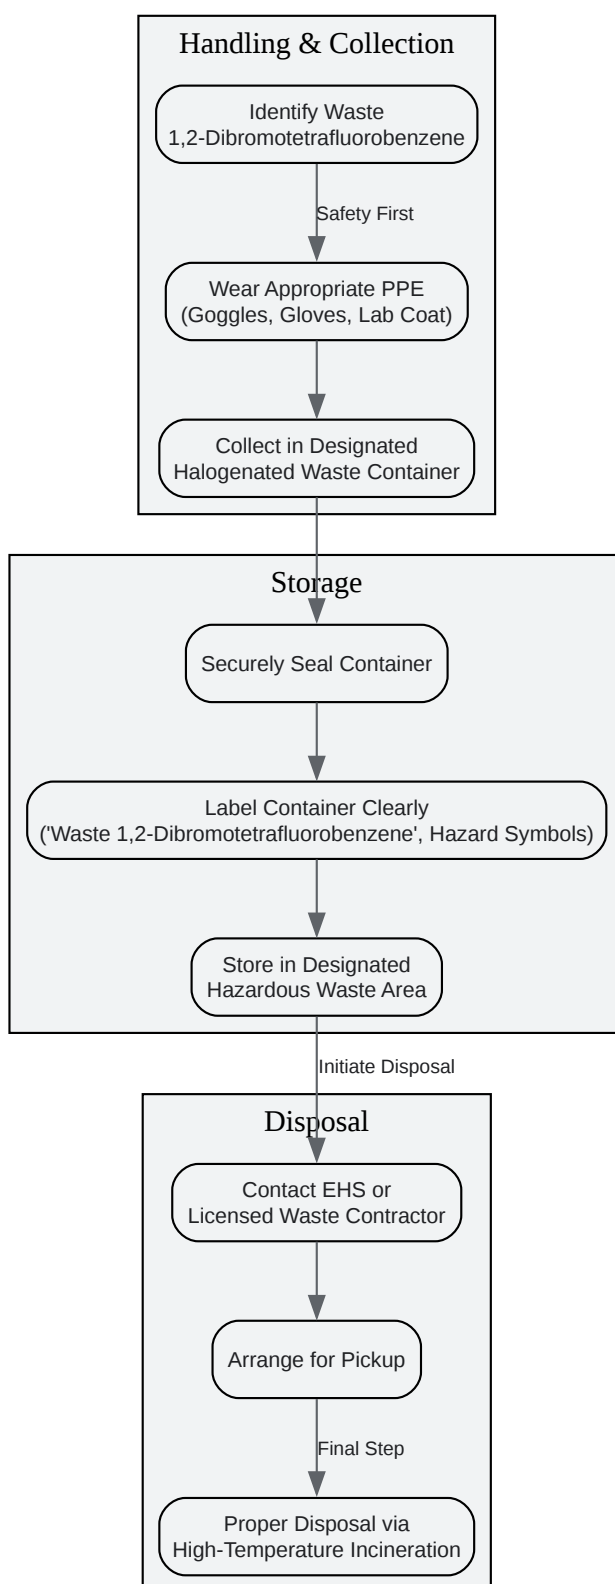 Handling & Collection
Identify Waste
1,2-Dibromotetrafluorobenzene
Safety First
Wear Appropriate PPE
(Goggles, Gloves, Lab Coat)
Collect in Designated
Halogenated Waste Container
Storage
Securely Seal Container
Label Container Clearly
('Waste 1,2-Dibromotetrafluorobenzene', Hazard Symbols)
Store in Designated
Hazardous Waste Area
Initiate Disposal
Disposal
Contact EHS or
Licensed Waste Contractor
Arrange for Pickup
Final Step
Proper Disposal via
High-Temperature Incineration